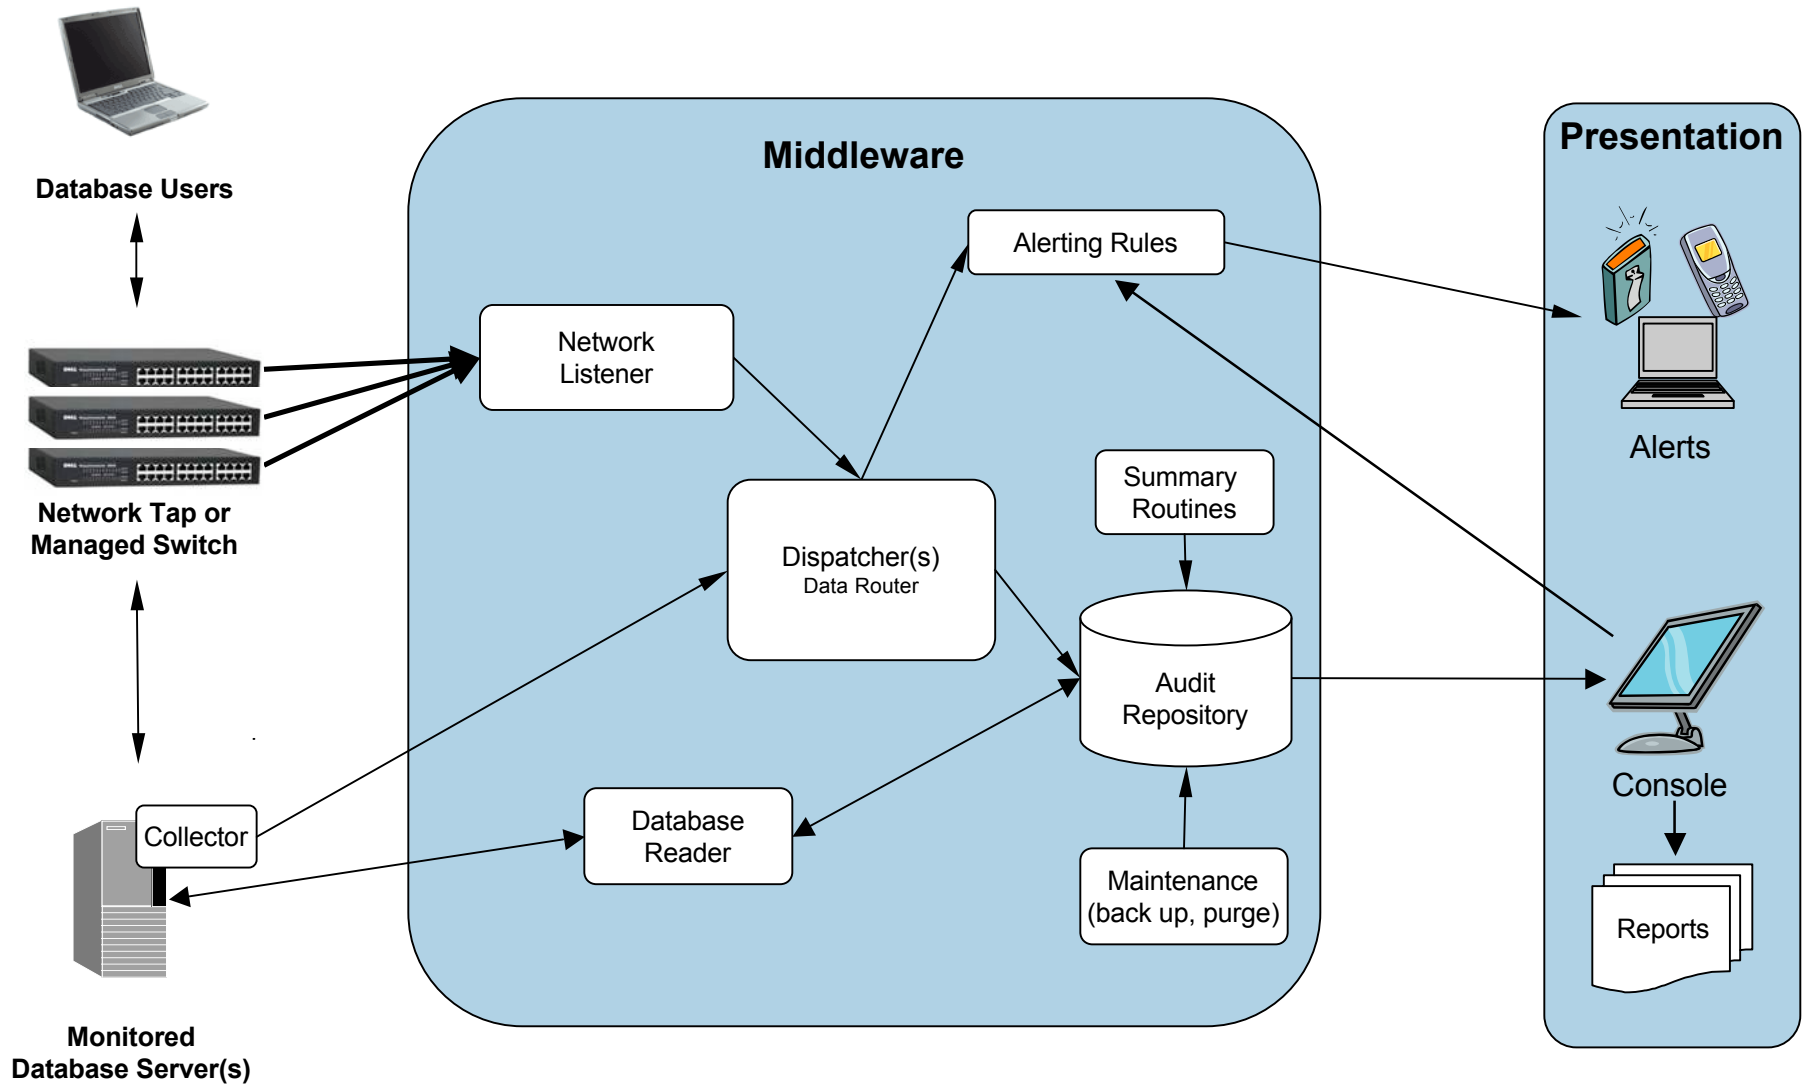 Database Users
Network Tap or
Managed Switch
Collector
Monitored
Database Server(s)
Middleware
Network
Listener
Alerting Rules
Dispatcher(s)
Data Router
Summary
Routines
Audit
Repository
Database
Reader
Maintenance
(back up, purge)
Presentation
Alerts
Console
Reports